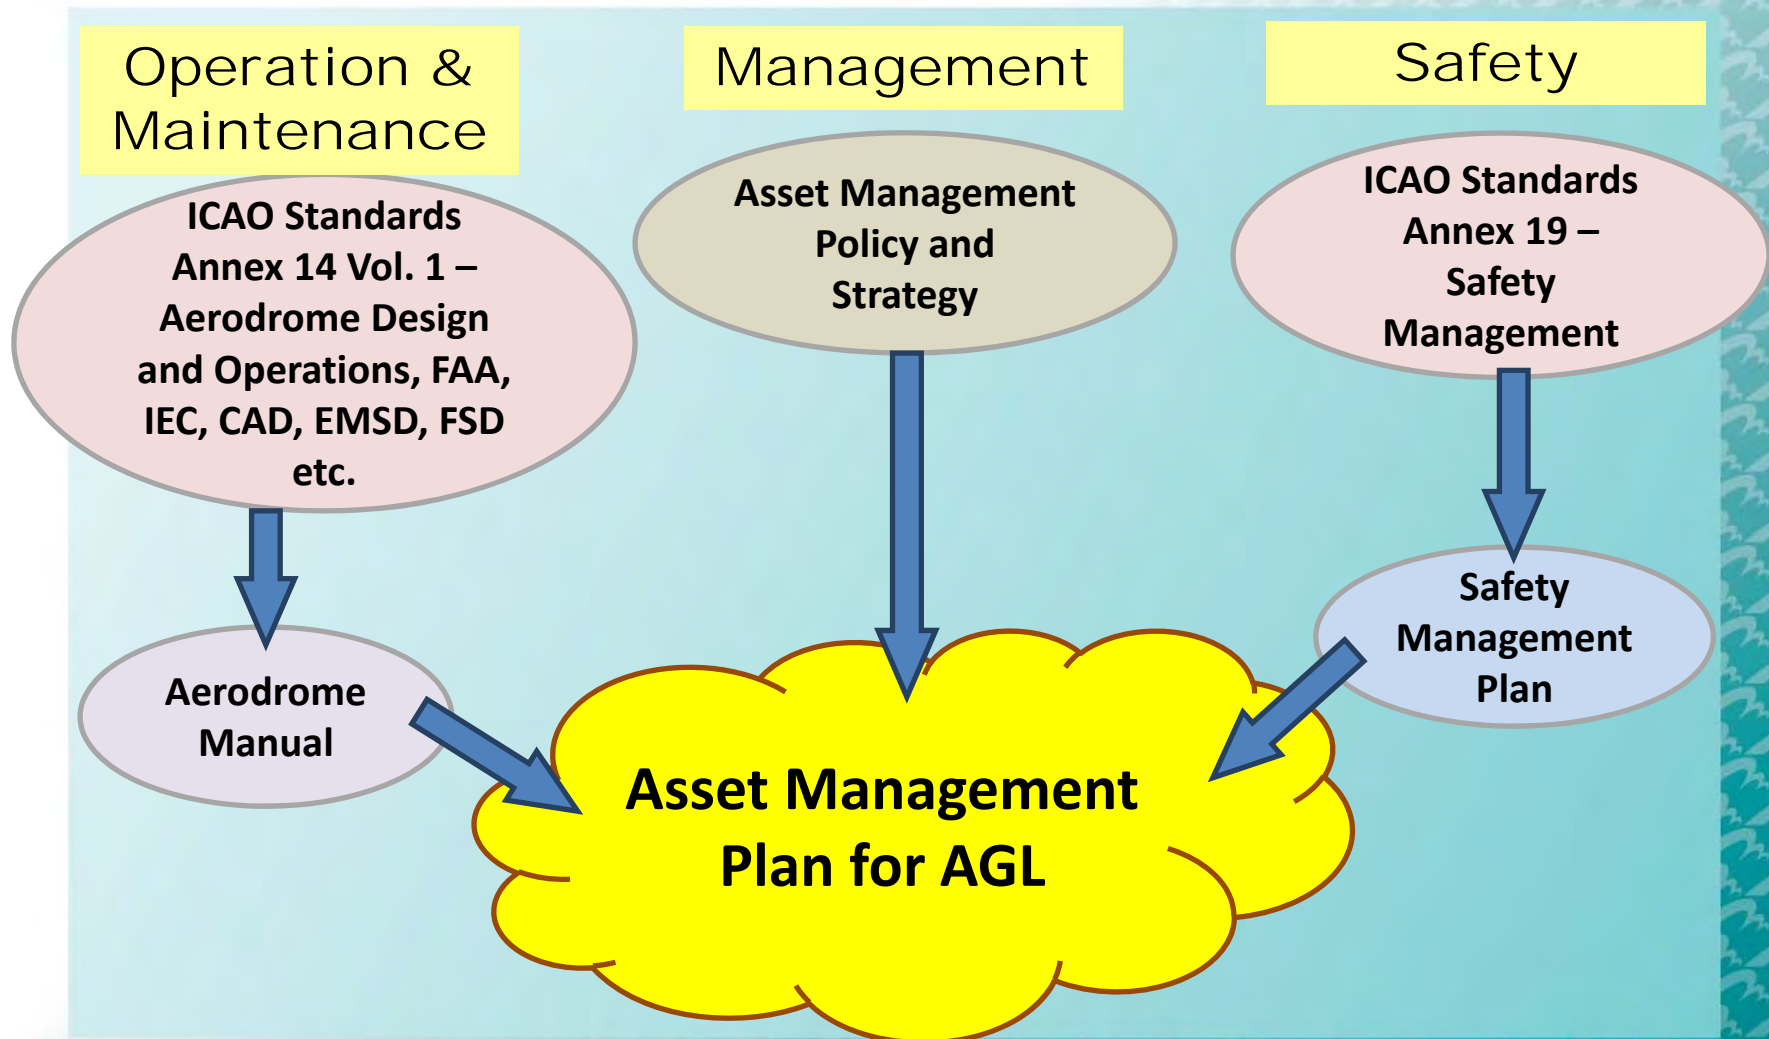 Operation &
Maintenance
Management
Safety
ICAO Standards
Annex 14 Vol. 1 –
Aerodrome Design
and Operations, FAA,
IEC, CAD, EMSD, FSD
etc.
Asset Management
Policy and
Strategy
ICAO Standards
Annex 19 –
Safety
Management
Aerodrome
Manual
Safety
Management
Plan
Asset Management
Plan for AGL